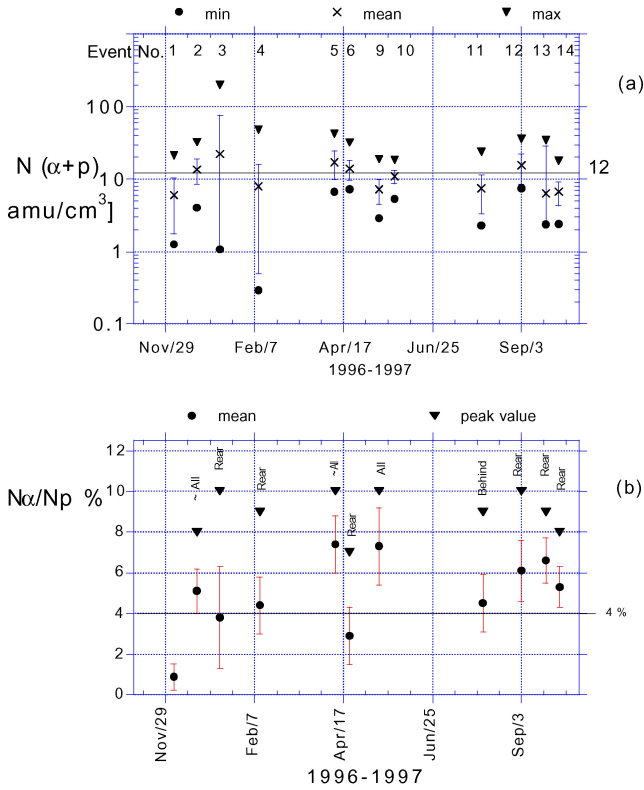 min mean max
Event No. 1 2 3 4 5 6 9 10 11 12 13 14
(a)
100
N (α+p) 10 12
amu/cm³]
1
0.1
Nov/29 Feb/7 Apr/17 Jun/25 Sep/3
1996-1997
mean peak value
12
~ All Rear Rear ~Al Rear All Behind Rear Rear Rear
Nα/Np % 10 (b)
8
6
4 4 %
2
0
Nov/29 Feb/7 Apr/17 Jun/25 Sep/3
1996-1997